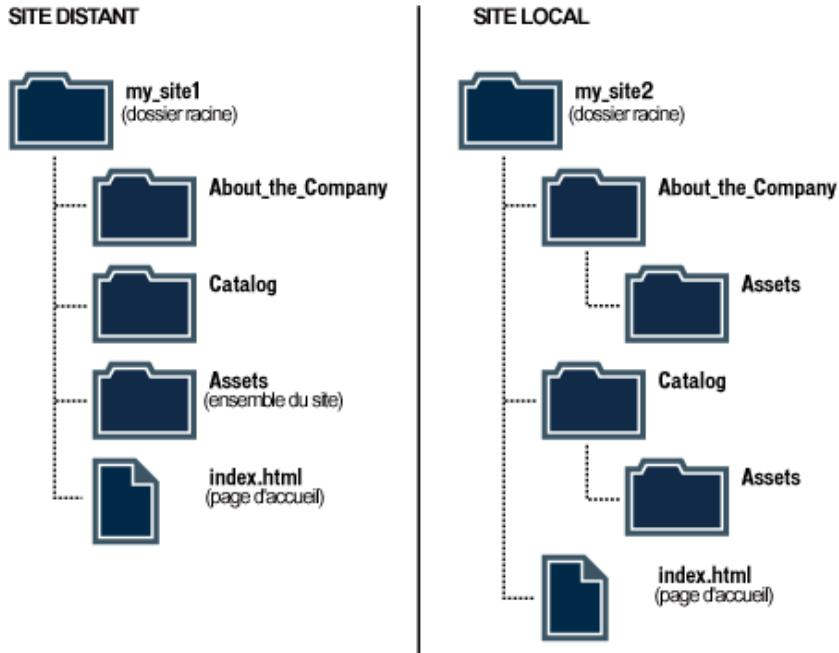 SITE DISTANT
my_site1
(dossier racine)
About_the_Company
Catalog
Assets
(ensemble du site)
index.html
(page d'accueil)
SITE LOCAL
my_site2
(dossier racine)
About_the_Company
Assets
Catalog
Assets
index.html
(page d'accueil)